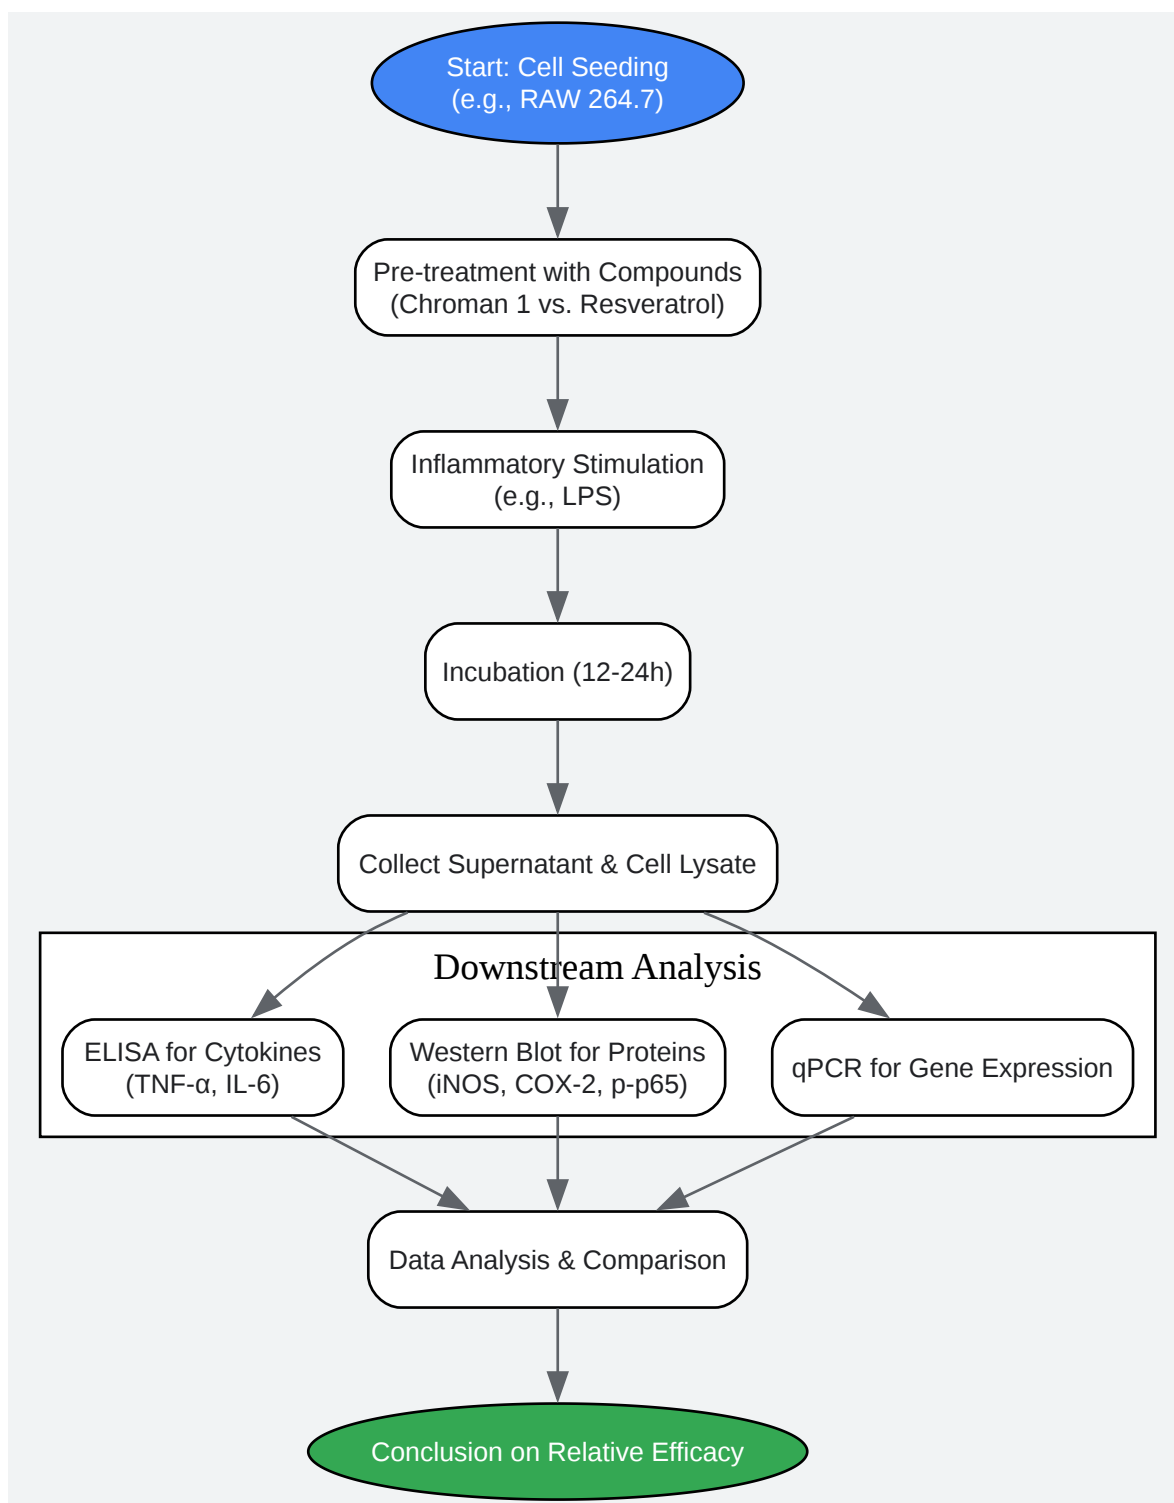 Start: Cell Seeding
(e.g., RAW 264.7)
Pre-treatment with Compounds
(Chroman 1 vs. Resveratrol)
Inflammatory Stimulation
(e.g., LPS)
Incubation (12-24h)
Collect Supernatant & Cell Lysate
Downstream Analysis
ELISA for Cytokines
(TNF-α, IL-6)
Western Blot for Proteins
(iNOS, COX-2, p-p65)
qPCR for Gene Expression
Data Analysis & Comparison
Conclusion on Relative Efficacy